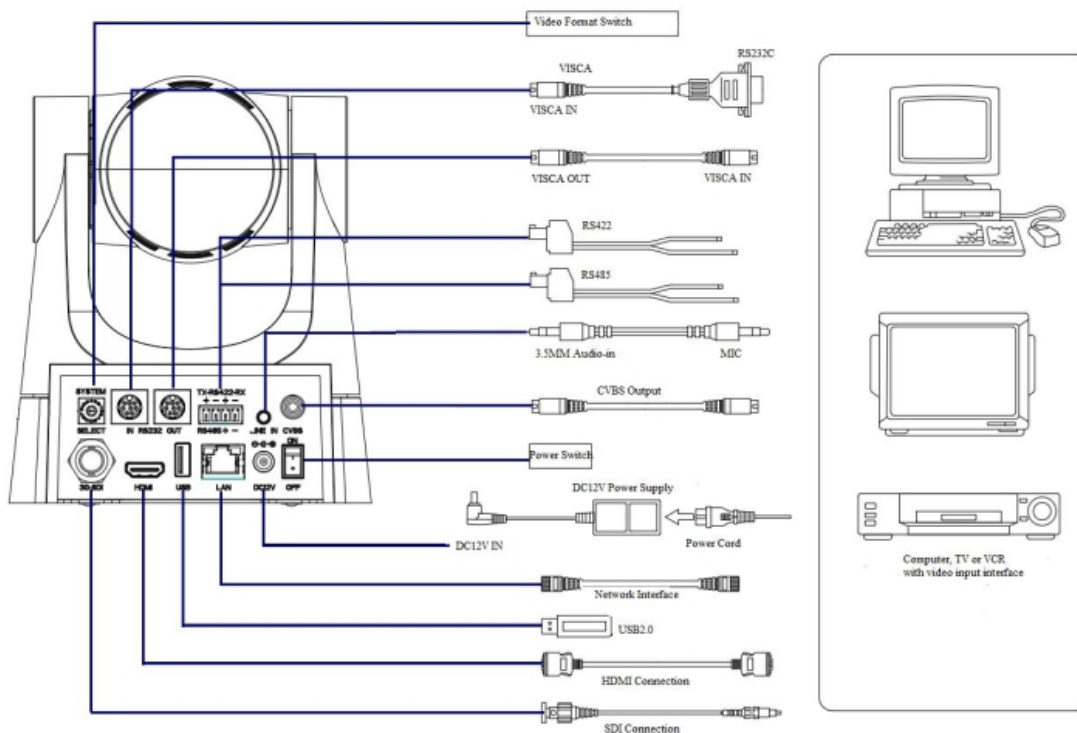 Video Format Switch
RS232C
VISCA
VISCA IN
VISCA OUT
VISCA IN
RS422
RS485
3.5MM Audio-in
MIC
CVBS Output
Power Switch
DC12V Power Supply
Power Cord
DC12V IN
Network Interface
USB2.0
HDMI Connection
SDI Connection
SYSTEM
SELECT
IN RS232 OUT
TX-RS422-RX
+ - + -
RS485 + -
LINE IN
CVBS
3G-SDI
HDMI
USB
LAN
DC12V
ON
OFF
Computer, TV or VCR
with video input interface